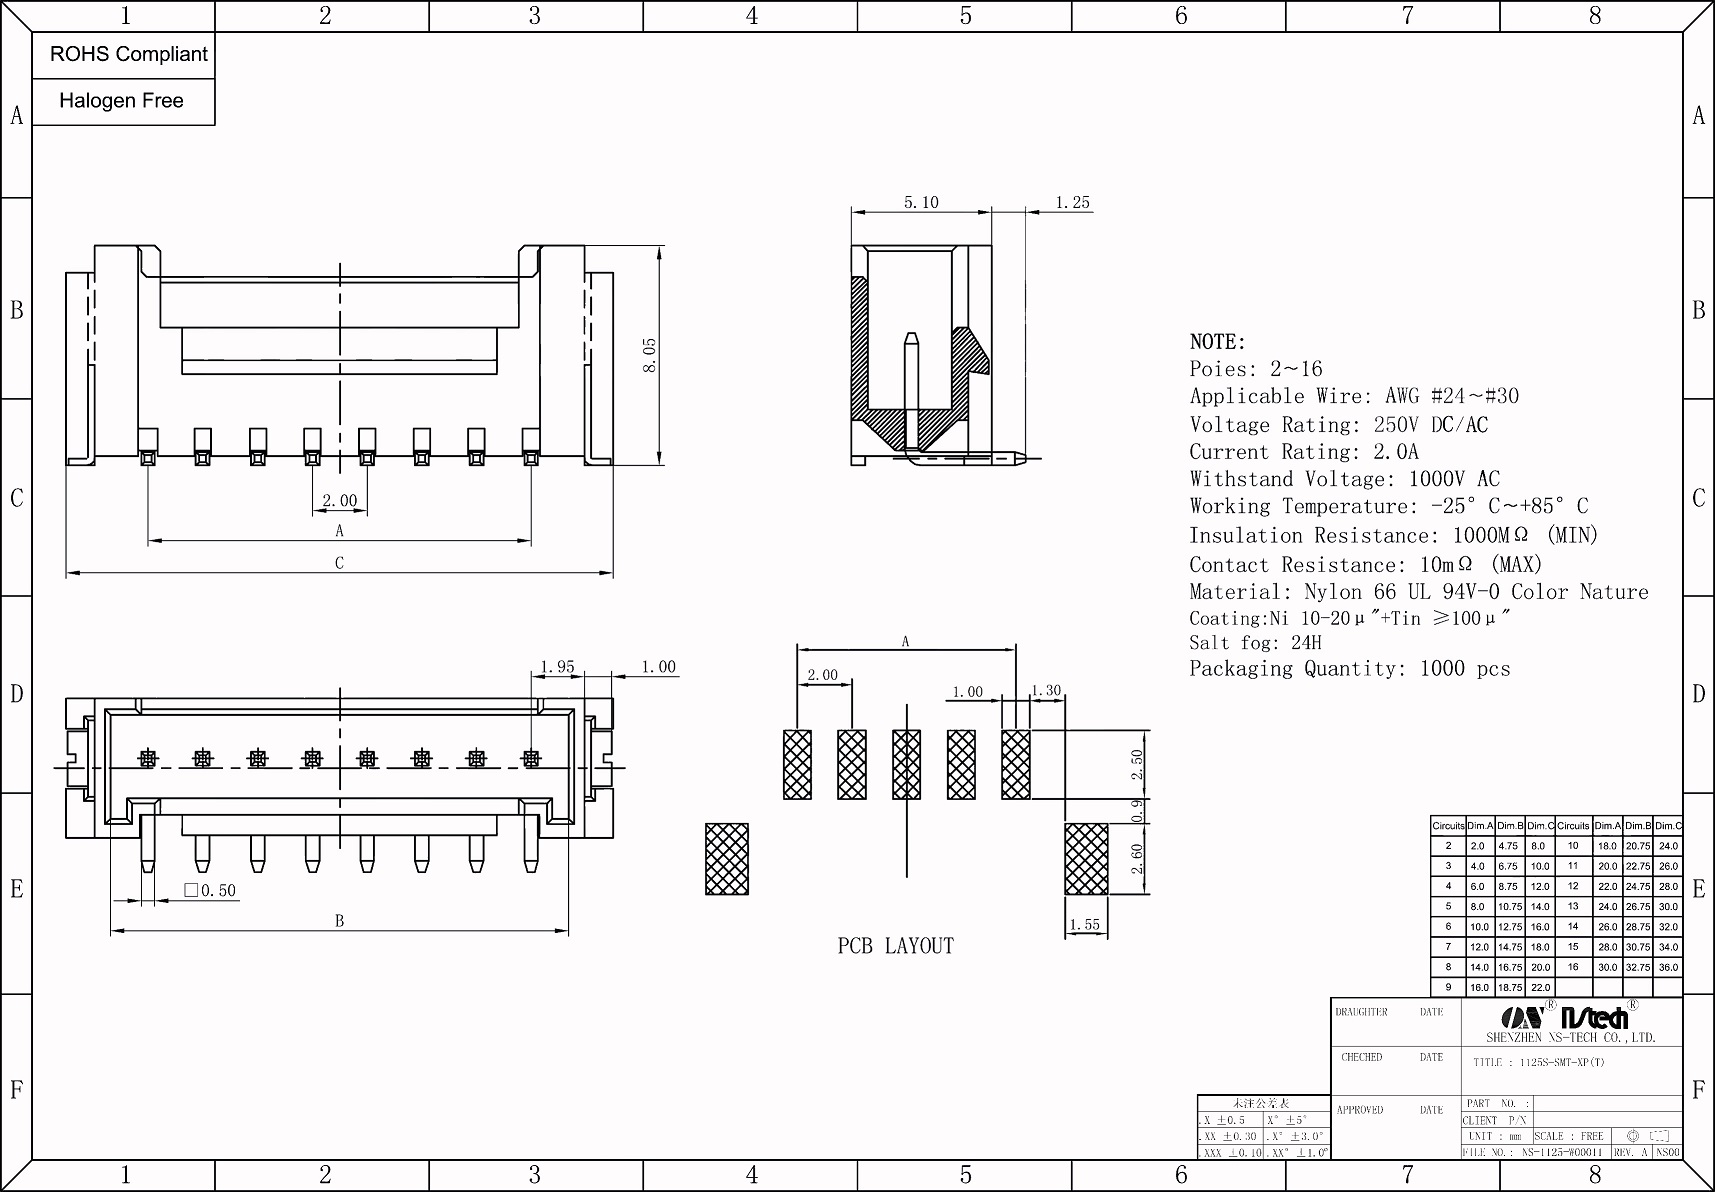 1 2 3 4 5 6 7 8
ROHS Compliant
Halogen Free
A A
B B
C C
D D
E E
F F
5.10 1.25
8.05
2.00
A
C
NOTE:
Poies: 2~16
Applicable Wire: AWG #24~#30
Voltage Rating: 250V DC/AC
Current Rating: 2.0A
Withstand Voltage: 1000V AC
Working Temperature: -25° C~+85° C
Insulation Resistance: 1000MΩ (MIN)
Contact Resistance: 10mΩ (MAX)
Material: Nylon 66 UL 94V-0 Color Nature
Coating:Ni 10-20μ"+Tin ≥100μ"
Salt fog: 24H
Packaging Quantity: 1000 pcs
1.95 1.00
□0.50
B
A
2.00
1.00 1.30
2.50
0.9
2.60
1.55
PCB LAYOUT
Circuits Dim.A Dim.B Dim.C Circuits Dim.A Dim.B Dim.C
2 2.0 4.75 8.0 10 18.0 20.75 24.0
3 4.0 6.75 10.0 11 20.0 22.75 26.0
4 6.0 8.75 12.0 12 22.0 24.75 28.0
5 8.0 10.75 14.0 13 24.0 26.75 30.0
6 10.0 12.75 16.0 14 26.0 28.75 32.0
7 12.0 14.75 18.0 15 28.0 30.75 34.0
8 14.0 16.75 20.0 16 30.0 32.75 36.0
9 16.0 18.75 22.0
DRAUGHTER DATE
® NStech ®
SHENZHEN NS-TECH CO.,LTD.
CHECHED DATE
TITLE : 1125S-SMT-XP(T)
APPROVED DATE
PART NO. :
CLIENT P/N
UNIT : mm SCALE : FREE
FILE NO.: NS-1125-W00011 REV. A NS00
未注公差表
.X ±0.5 X° ±5°
.XX ±0.30 .X° ±3.0°
.XXX ±0.10 .XX° ±1.0°
1 2 3 4 5 6 7 8